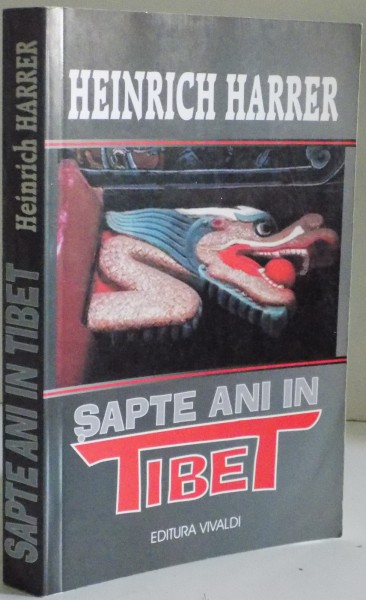 HEINRICH HARRER
ŞAPTE ANI IN
TIBET
EDITURA VIVALDI
ŞAPTE ANI IN TIBET Heinrich HARRER